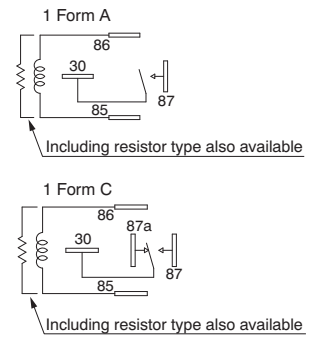 1 Form A
86
30
85
87
Including resistor type also available
1 Form C
86
87a
30
87
85
Including resistor type also available